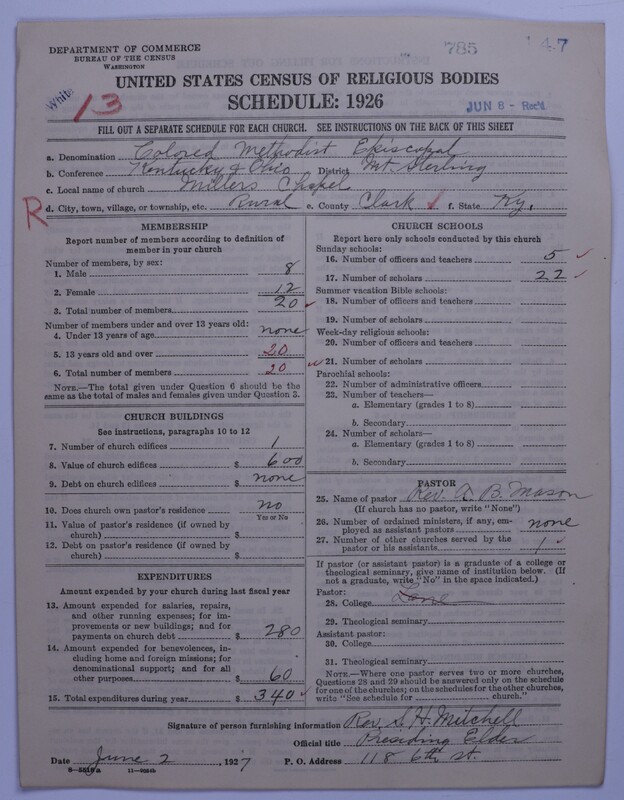 DEPARTMENT OF COMMERCE
BUREAU OF THE CENSUS
WASHINGTON
785
47
White
13
UNITED STATES CENSUS OF RELIGIOUS BODIES
SCHEDULE: 1926
JUN 8 - Rec'd
FILL OUT A SEPARATE SCHEDULE FOR EACH CHURCH. SEE INSTRUCTIONS ON THE BACK OF THIS SHEET
a. Denomination Colored Methodist Episcopal
b. Conference Kentucky & Ohio District Mt. Sterling
c. Local name of church Millers Chapel
R d. City, town, village, or township, etc. Rural e. County Clark f. State Ky.
MEMBERSHIP
Report number of members according to definition of
member in your church
Number of members, by sex:
1. Male 8
2. Female 12
3. Total number of members 20
Number of members under and over 13 years old:
4. Under 13 years of age none
5. 13 years old and over 20
6. Total number of members 20
NOTE.—The total given under Question 6 should be the
same as the total of males and females given under Question 3.
CHURCH BUILDINGS
See instructions, paragraphs 10 to 12
7. Number of church edifices 1
8. Value of church edifices $ 600
9. Debt on church edifices $ none
10. Does church own pastor's residence no
Yes or No
11. Value of pastor's residence (if owned by
church) $
12. Debt on pastor's residence (if owned by
church) $
EXPENDITURES
Amount expended by your church during last fiscal year
13. Amount expended for salaries, repairs,
and other running expenses; for im-
provements or new buildings; and for
payments on church debt $ 280
14. Amount expended for benevolences, in-
cluding home and foreign missions; for
denominational support; and for all
other purposes $ 60
15. Total expenditures during year $ 340
CHURCH SCHOOLS
Report here only schools conducted by this church
Sunday schools:
16. Number of officers and teachers 5
17. Number of scholars 22
Summer vacation Bible schools:
18. Number of officers and teachers
19. Number of scholars
Week-day religious schools:
20. Number of officers and teachers
21. Number of scholars
Parochial schools:
22. Number of administrative officers
23. Number of teachers—
a. Elementary (grades 1 to 8)
b. Secondary
24. Number of scholars—
a. Elementary (grades 1 to 8)
b. Secondary
PASTOR
25. Name of pastor Rev. A. B. Mason
(If church has no pastor, write "None")
26. Number of ordained ministers, if any, em-
ployed as assistant pastors none
27. Number of other churches served by the
pastor or his assistants 1
If pastor (or assistant pastor) is a graduate of a college or
theological seminary, give name of institution below. (If
not a graduate, write "No" in the space indicated.)
Pastor:
28. College Lane
29. Theological seminary
Assistant pastor:
30. College
31. Theological seminary
NOTE.—Where one pastor serves two or more churches,
Questions 28 and 29 should be answered only on the schedule
for one of the churches; on the schedules for the other churches,
write "See schedule for church."
Signature of person furnishing information Rev. S. H. Mitchell
Official title Presiding Elder
Date June 2, 1927 P. O. Address 118 6th st.